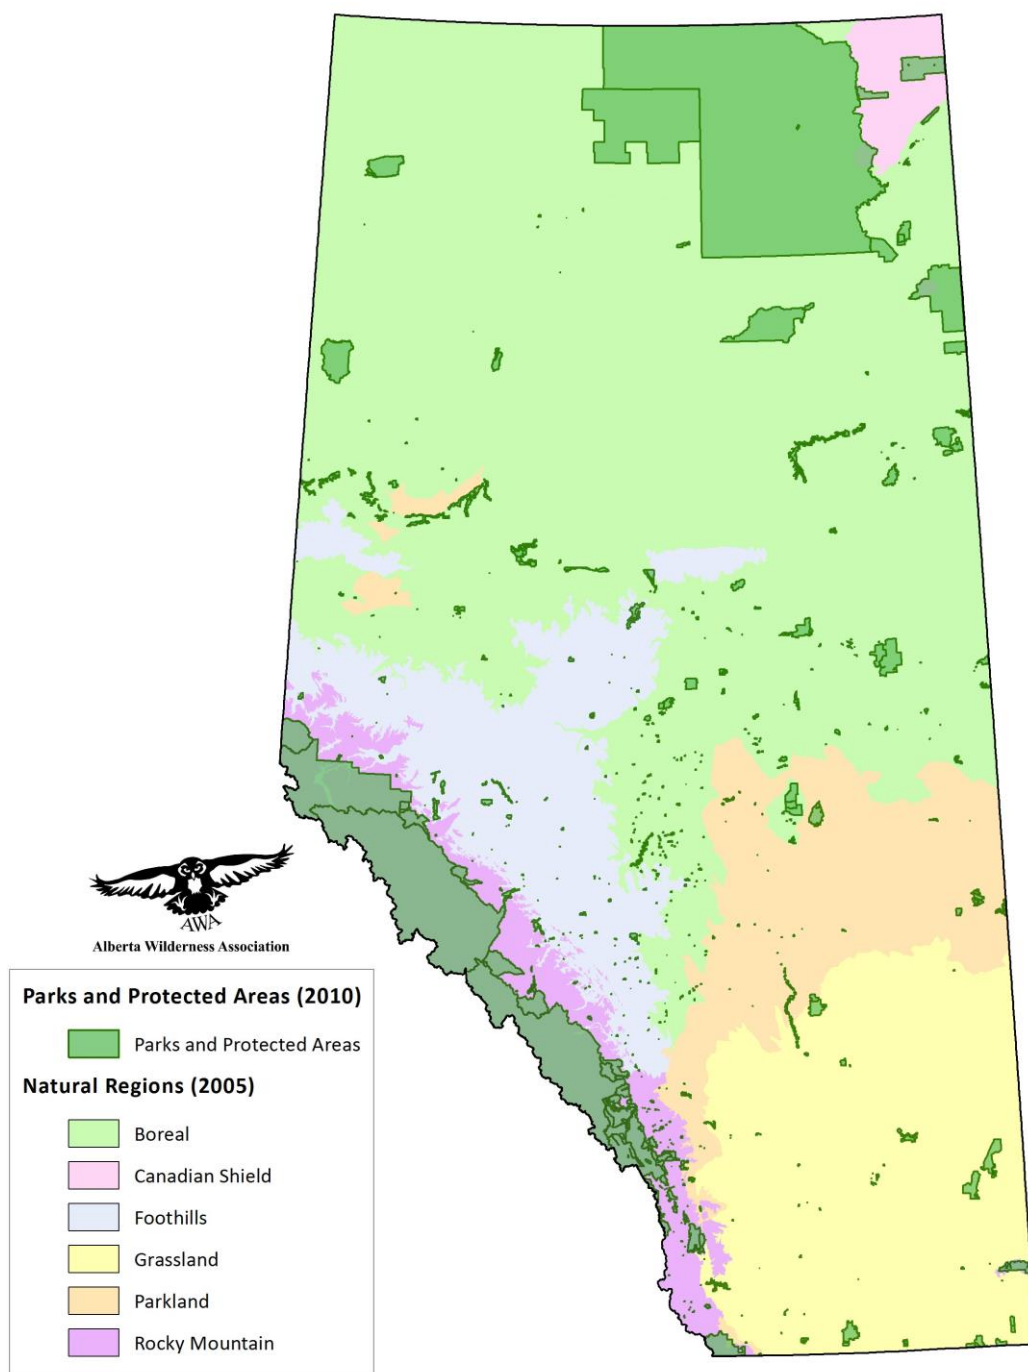 AWA
Alberta Wilderness Association
Parks and Protected Areas (2010)
Parks and Protected Areas
Natural Regions (2005)
Boreal
Canadian Shield
Foothills
Grassland
Parkland
Rocky Mountain